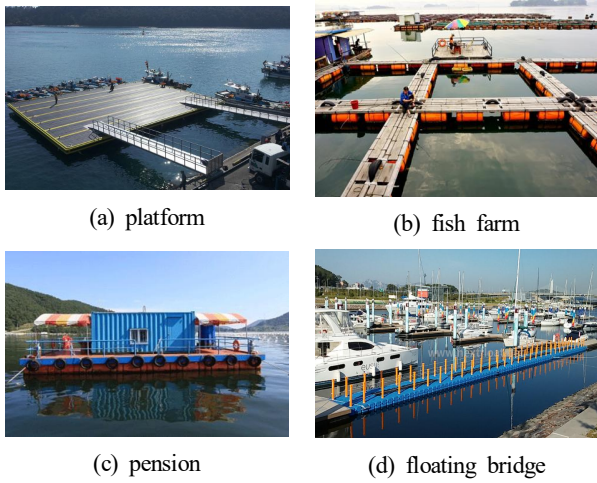 (a) platform
(b) fish farm
(c) pension
(d) floating bridge